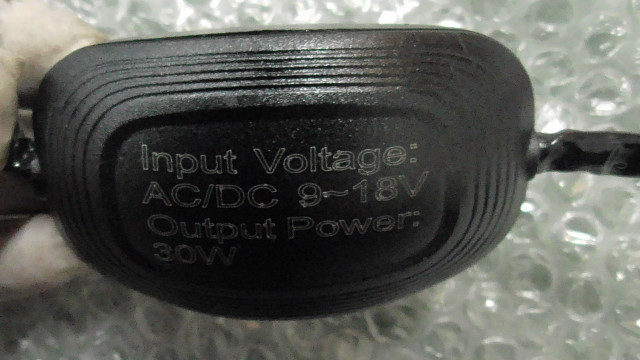 Input Voltage:
AC/DC 9~18V
Output Power:
30W